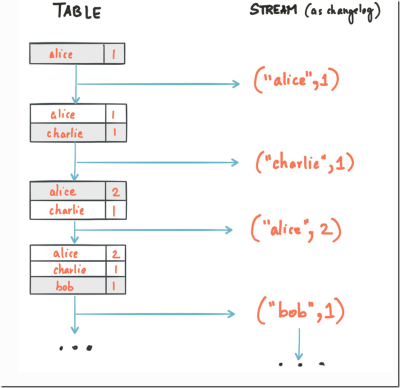 TABLE STREAM (as changelog)
alice 1
("alice", 1)
alice 1
charlie 1
("charlie", 1)
alice 2
charlie 1
("alice", 2)
alice 2
charlie 1
bob 1
("bob", 1)
...
...